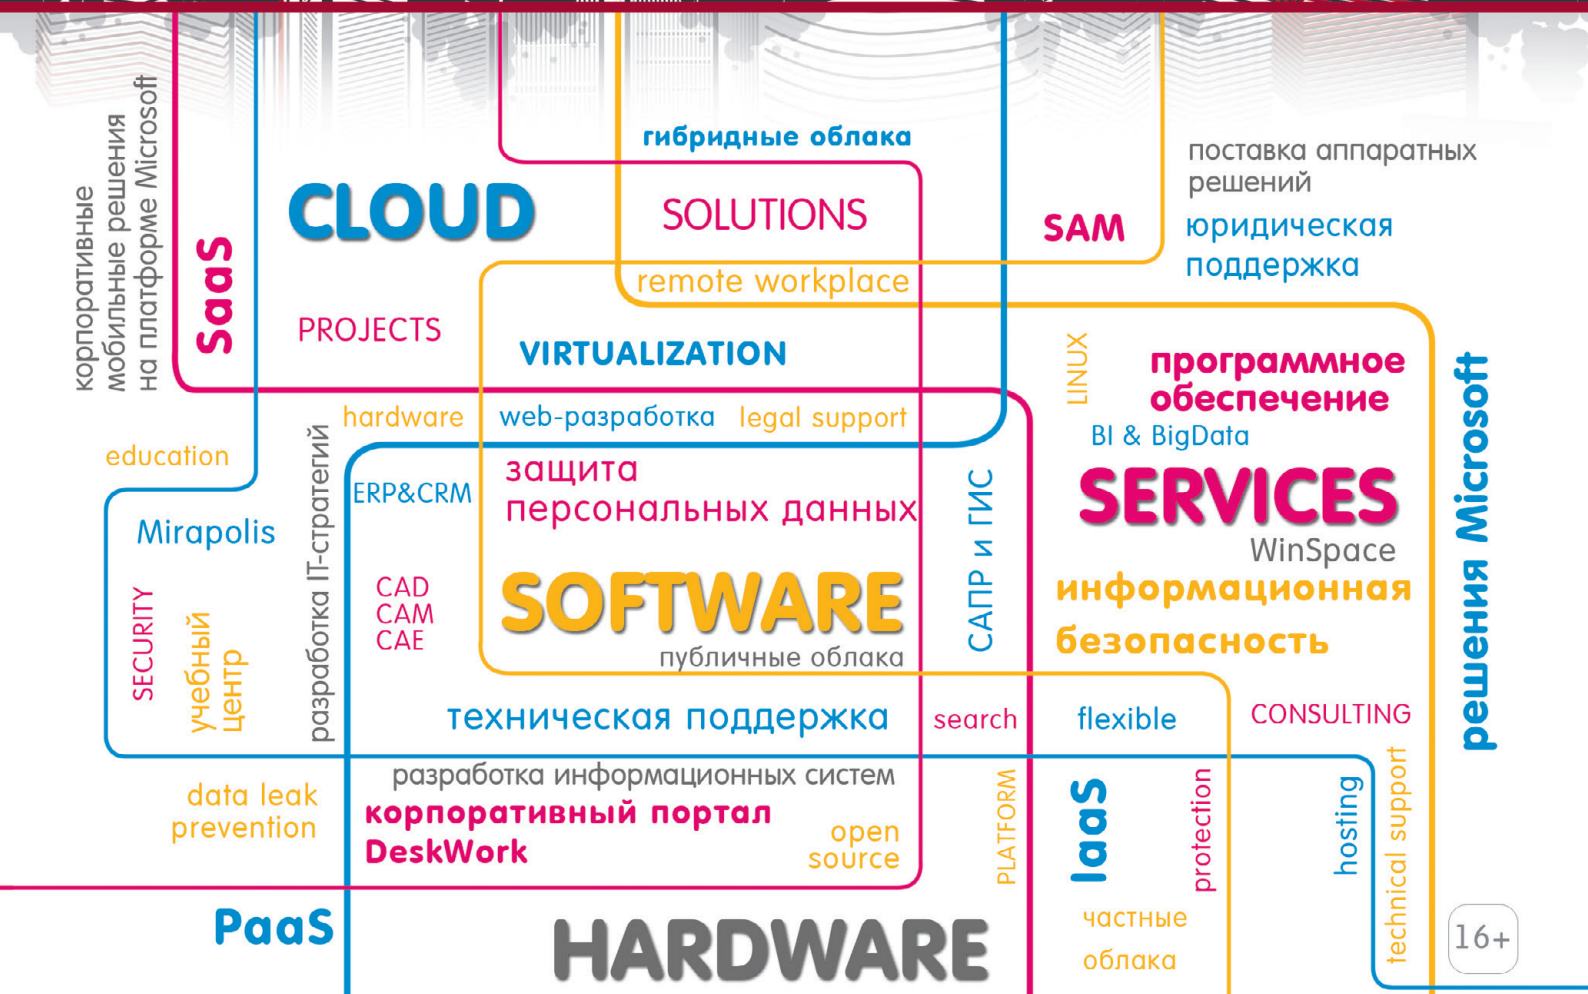 гибридные облака
поставка аппаратных
решений
корпоративные
мобильные решения
на платформе Microsoft
SaaS
CLOUD
SOLUTIONS
SAM
юридическая
поддержка
remote workplace
PROJECTS
VIRTUALIZATION
LINUX
программное
обеспечение
hardware
web-разработка
legal support
BI & BigData
education
разработка IT-стратегий
ERP&CRM
защита
персональных данных
САПР и ГИС
SERVICES
WinSpace
решения Microsoft
Mirapolis
SECURITY
учебный
центр
CAD
CAM
CAE
SOFTWARE
публичные облака
информационная
безопасность
техническая поддержка
search
flexible
CONSULTING
data leak
prevention
разработка информационных систем
корпоративный портал
DeskWork
open
source
PLATFORM
IaaS
protection
hosting
technical support
PaaS
HARDWARE
частные
облака
16+